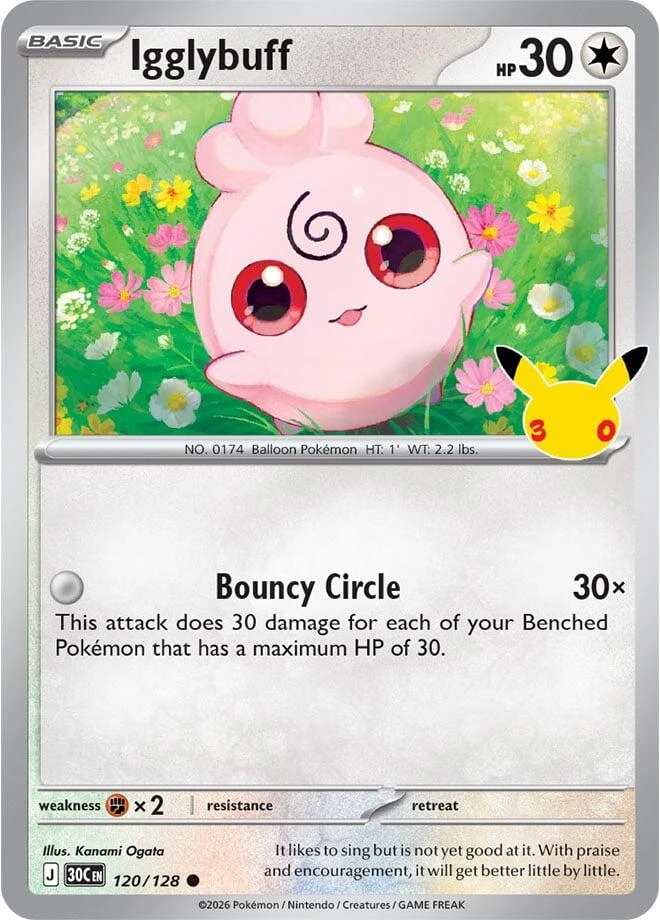 BASIC
Igglybuff
HP 30
30
NO. 0174 Balloon Pokémon HT: 1' WT: 2.2 lbs.
Bouncy Circle 30×
This attack does 30 damage for each of your Benched
Pokémon that has a maximum HP of 30.
weakness ×2 resistance retreat
Illus. Kanami Ogata
It likes to sing but is not yet good at it. With praise
and encouragement, it will get better little by little.
J 30C EN 120/128
©2026 Pokémon / Nintendo / Creatures / GAME FREAK